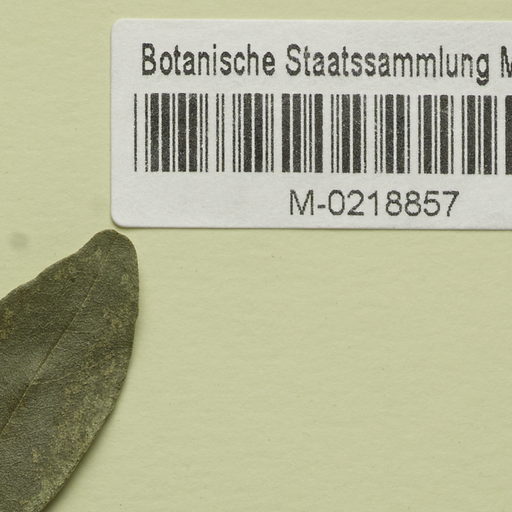 Botanische Staatssammlung M
M-0218857